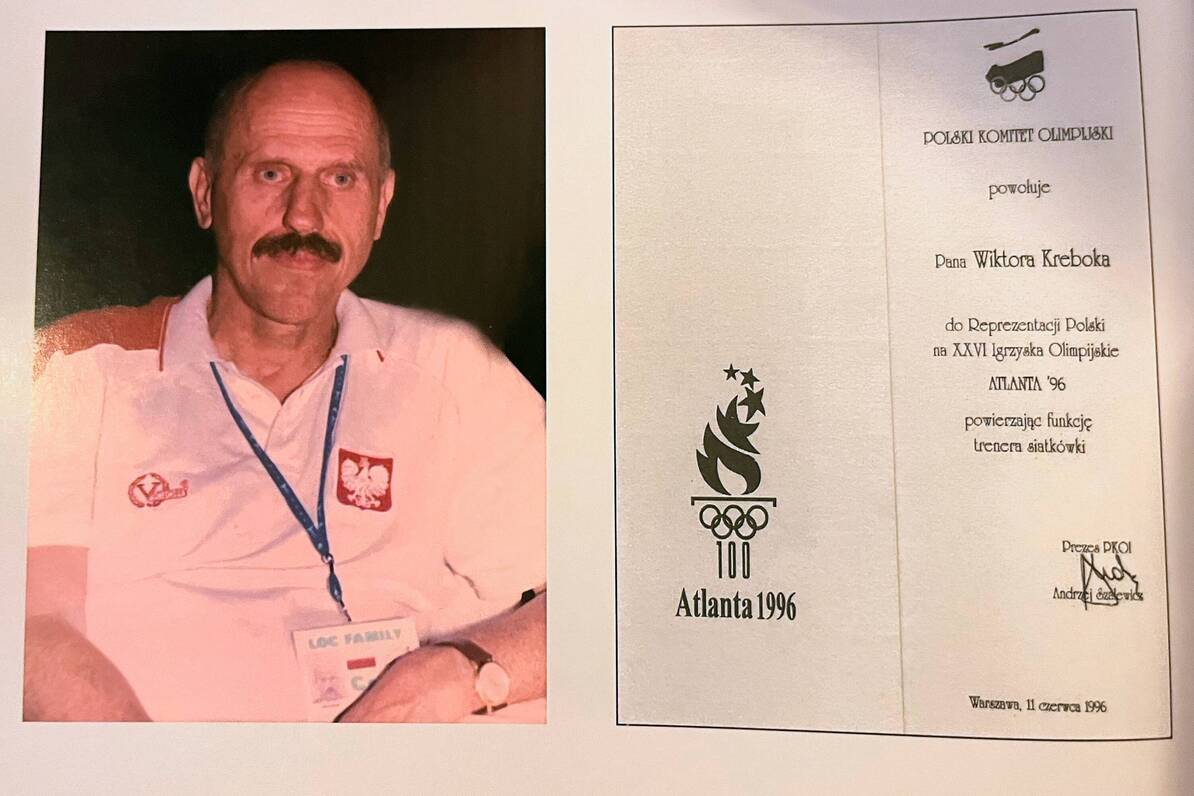 LOC FAMILY
POLSKI KOMITET OLIMPIJSKI
powołuje
Pana Wiktora Kreboka
do Reprezentacji Polski
na XXVI Igrzyska Olimpijskie
ATLANTA '96
powierzając funkcję
trenera siatkówki
100
Atlanta 1996
Prezes PKOl
Andrzej Szalewicz
Warszawa, 11 czerwca 1996